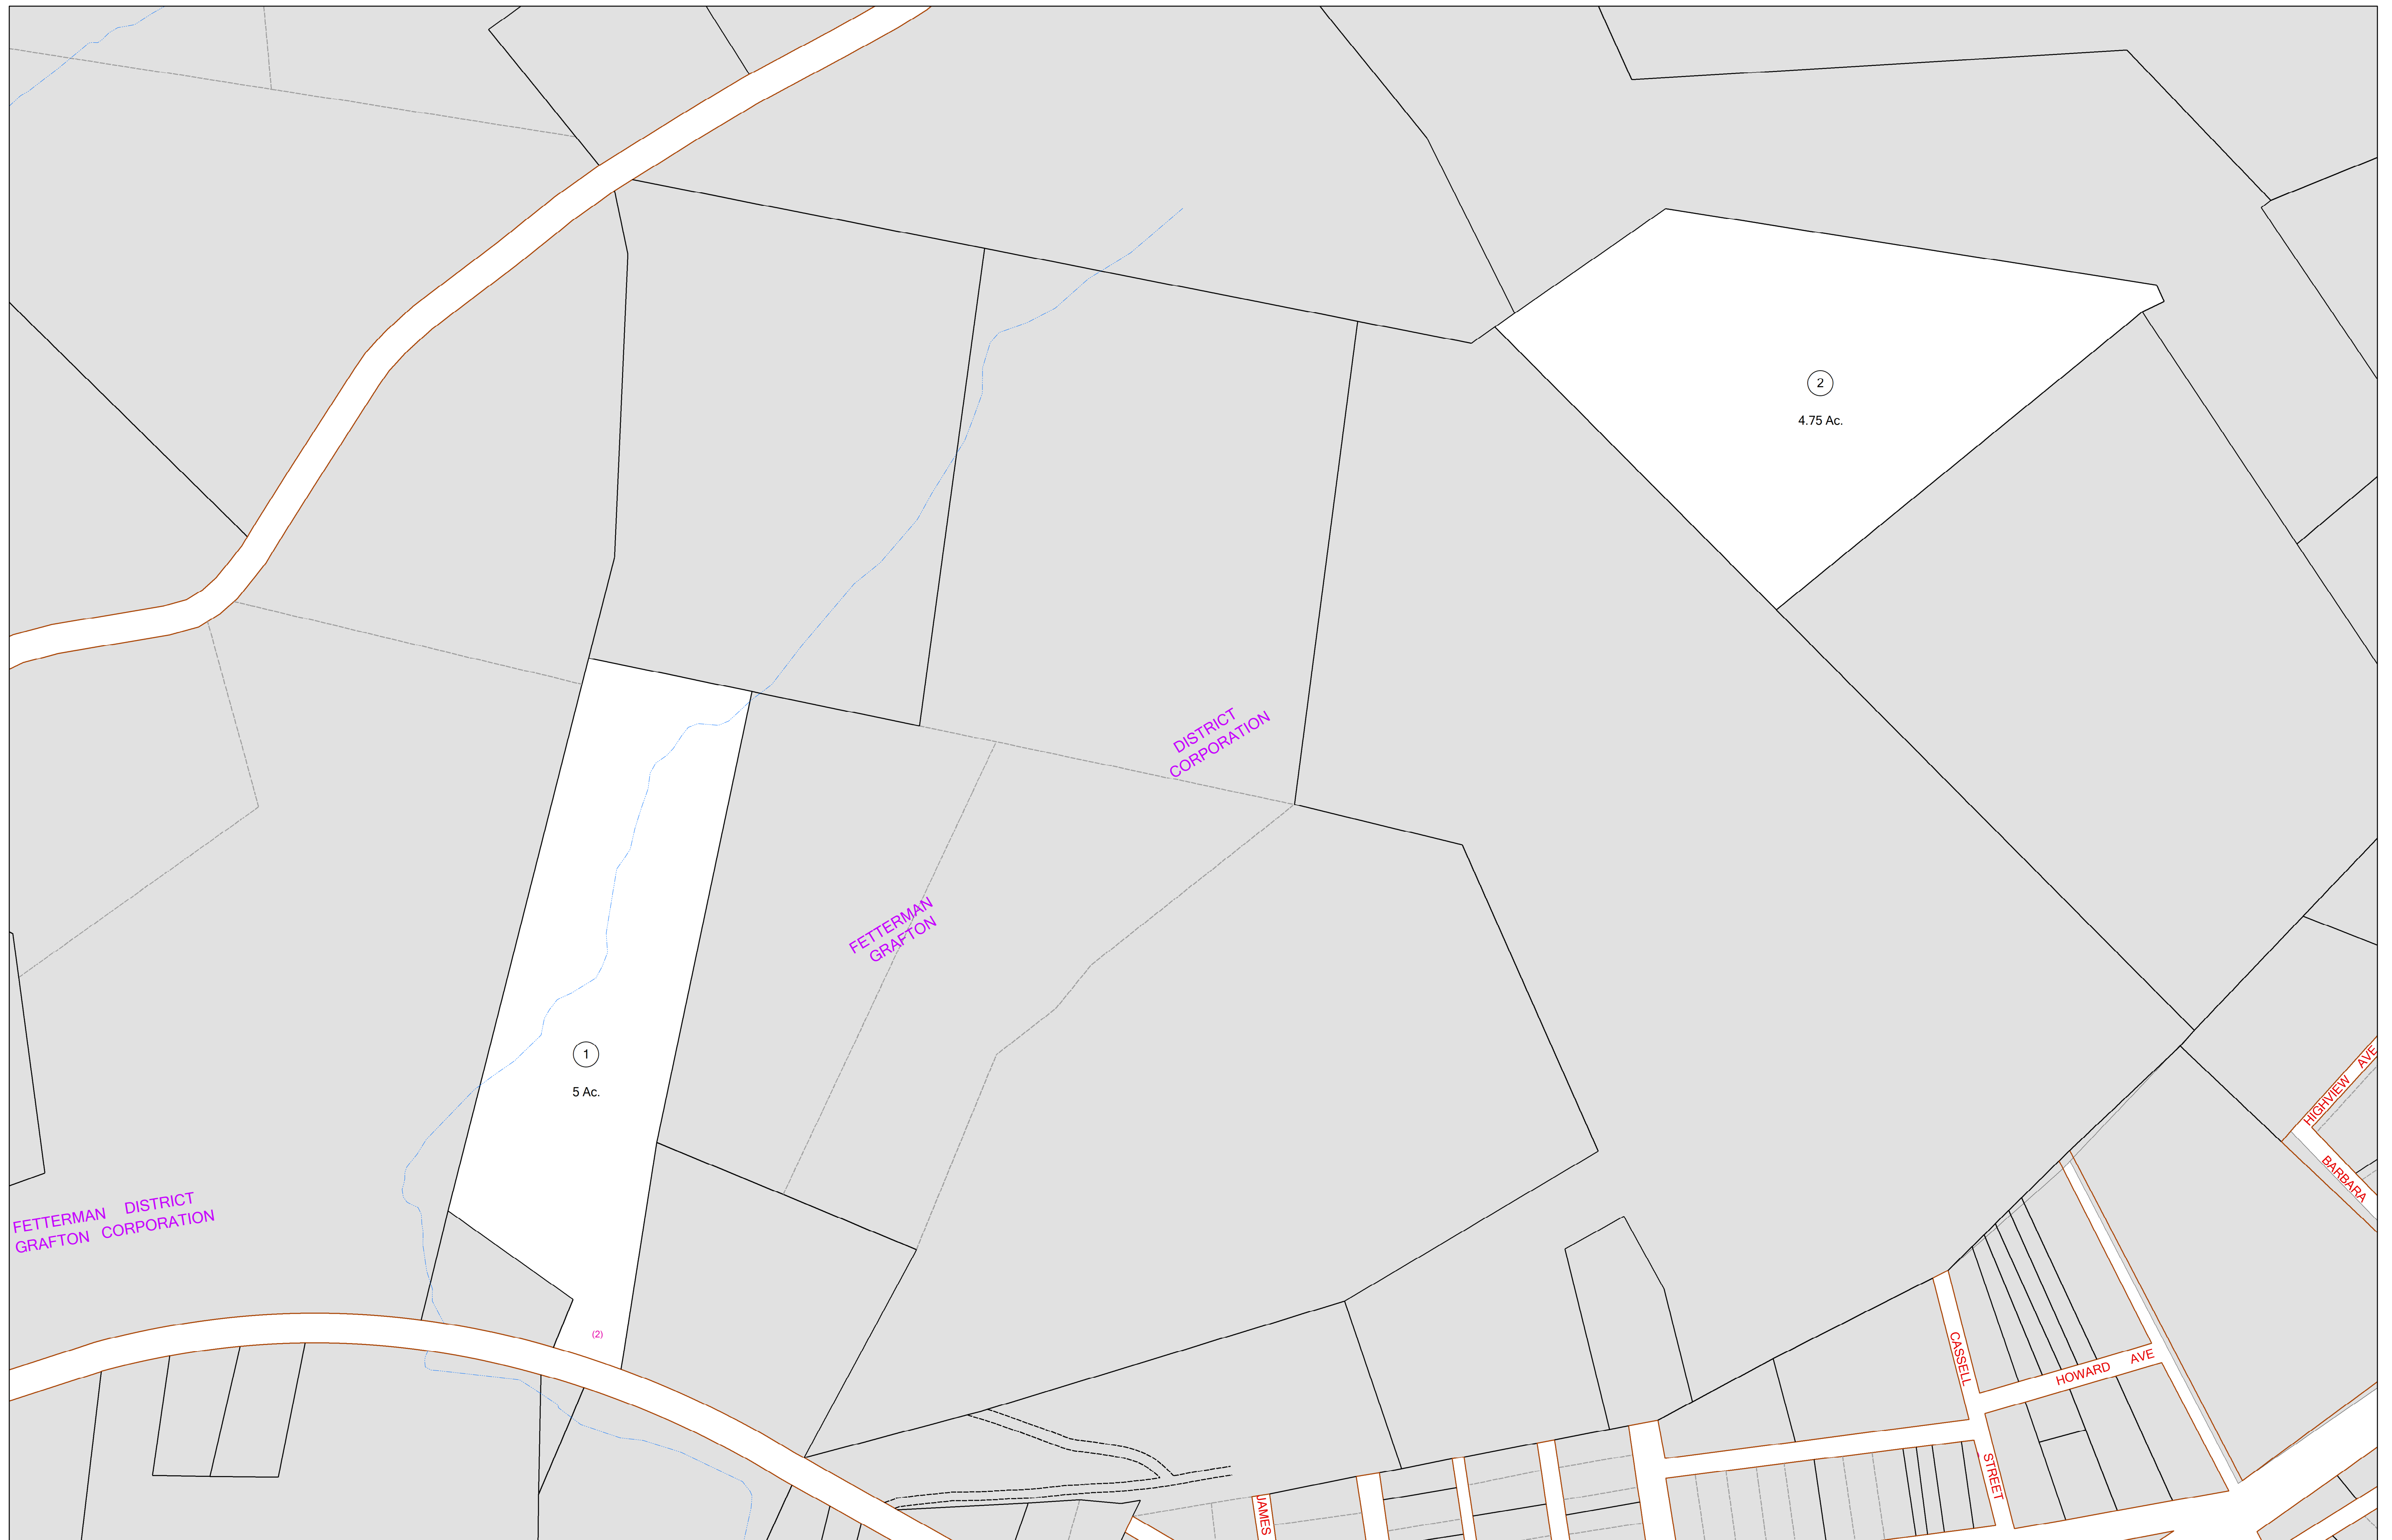 2
4.75 Ac.
DISTRICT
CORPORATION
FETTERMAN
GRAFTON
1
5 Ac.
HIGHVIEW AVE
BARBARA
FETTERMAN DISTRICT
GRAFTON CORPORATION
(2)
CASSELL
HOWARD AVE
STREET
JAMES